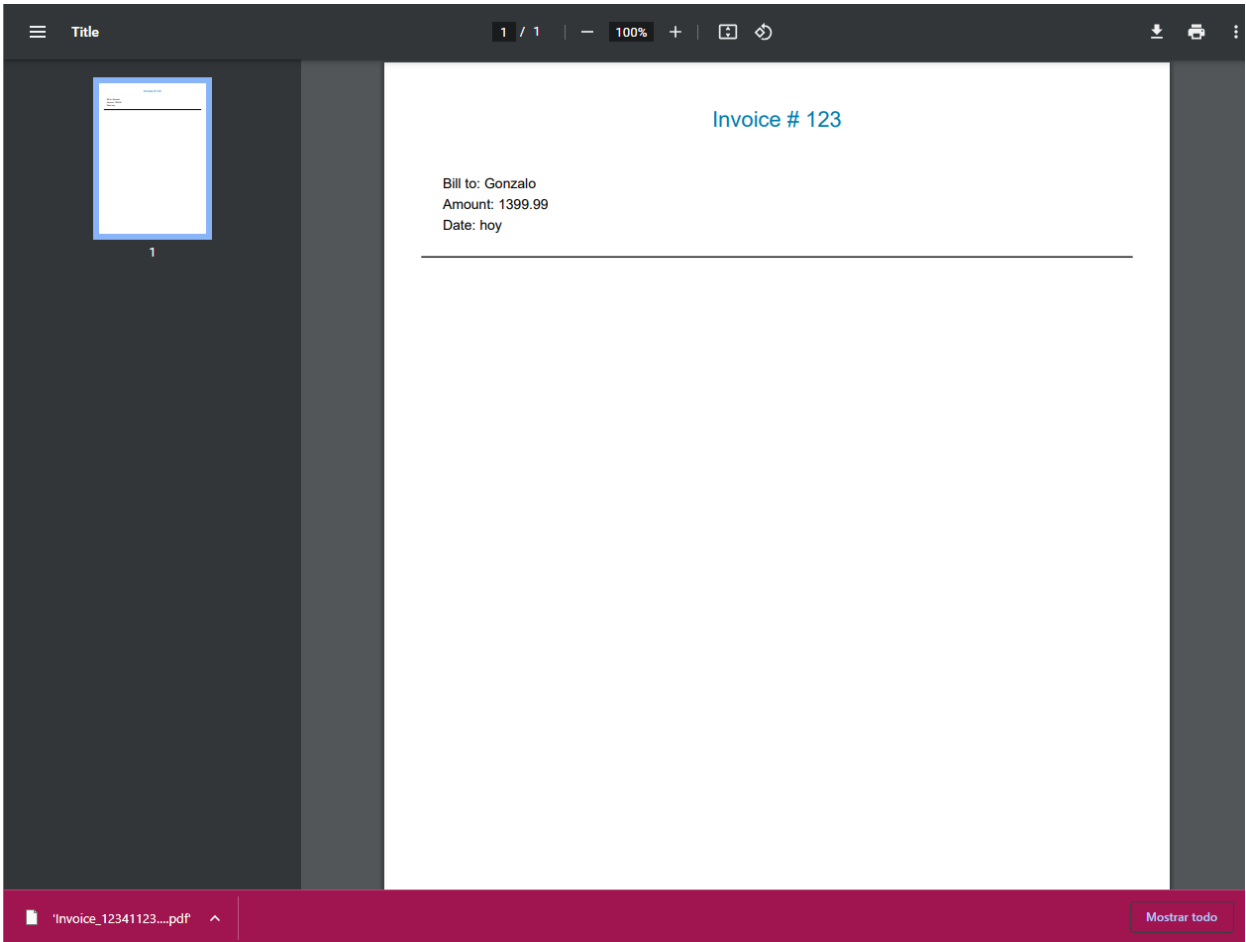 Title
1 / 1
100%
Invoice # 123
Bill to: Gonzalo
Amount: 1399.99
Date: hoy
1
'Invoice_12341123....pdf'
Mostrar todo